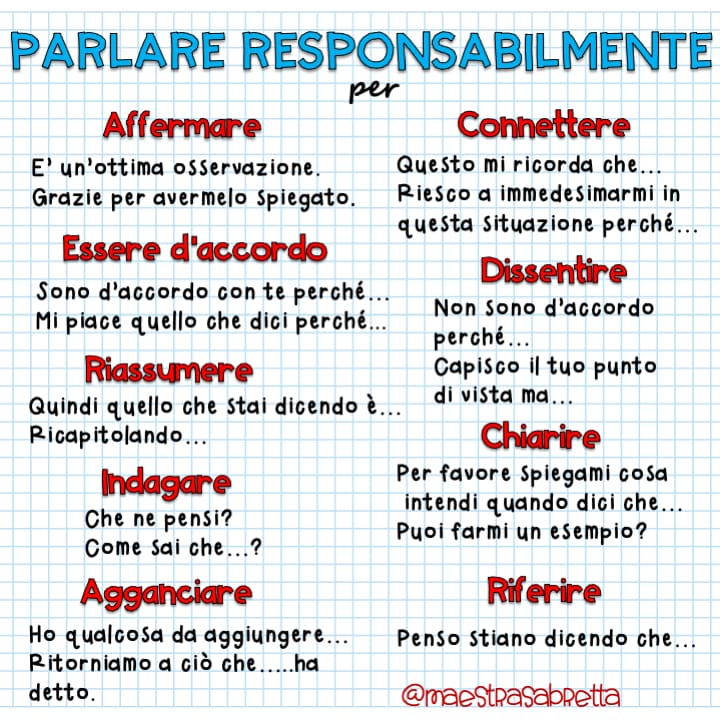 PARLARE RESPONSABILMENTE
per
Affermare
E' un'ottima osservazione.
Grazie per avermelo spiegato.
Essere d'accordo
Sono d'accordo con te perché...
Mi piace quello che dici perché...
Riassumere
Quindi quello che stai dicendo è...
Ricapitolando...
Indagare
Che ne pensi?
Come sai che...?
Agganciare
Ho qualcosa da aggiungere...
Ritorniamo a ciò che.....ha
detto.
Connettere
Questo mi ricorda che...
Riesco a immedesimarmi in
questa situazione perché...
Dissentire
Non sono d'accordo
perché...
Capisco il tuo punto
di vista ma...
Chiarire
Per favore spiegami cosa
intendi quando dici che...
Puoi farmi un esempio?
Riferire
Penso stiano dicendo che...
@maestrasabretta